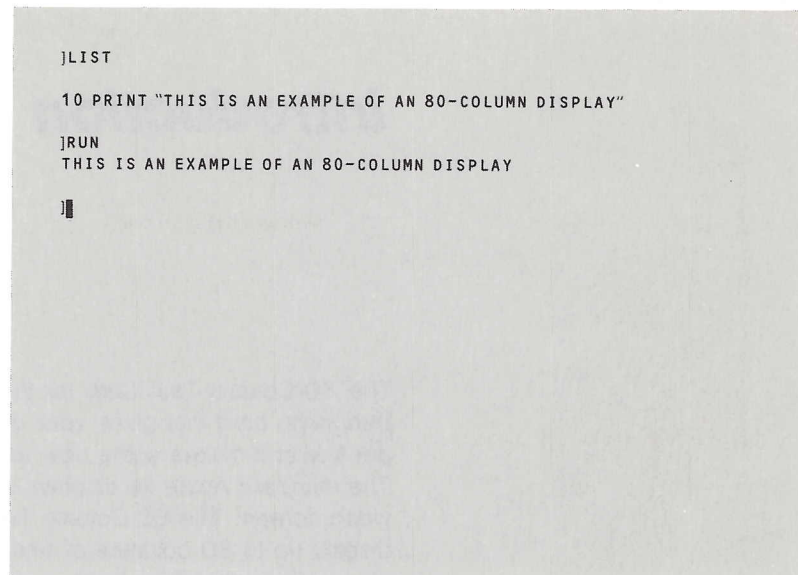 ]LIST
10 PRINT "THIS IS AN EXAMPLE OF AN 80-COLUMN DISPLAY"
]RUN
THIS IS AN EXAMPLE OF AN 80-COLUMN DISPLAY
]